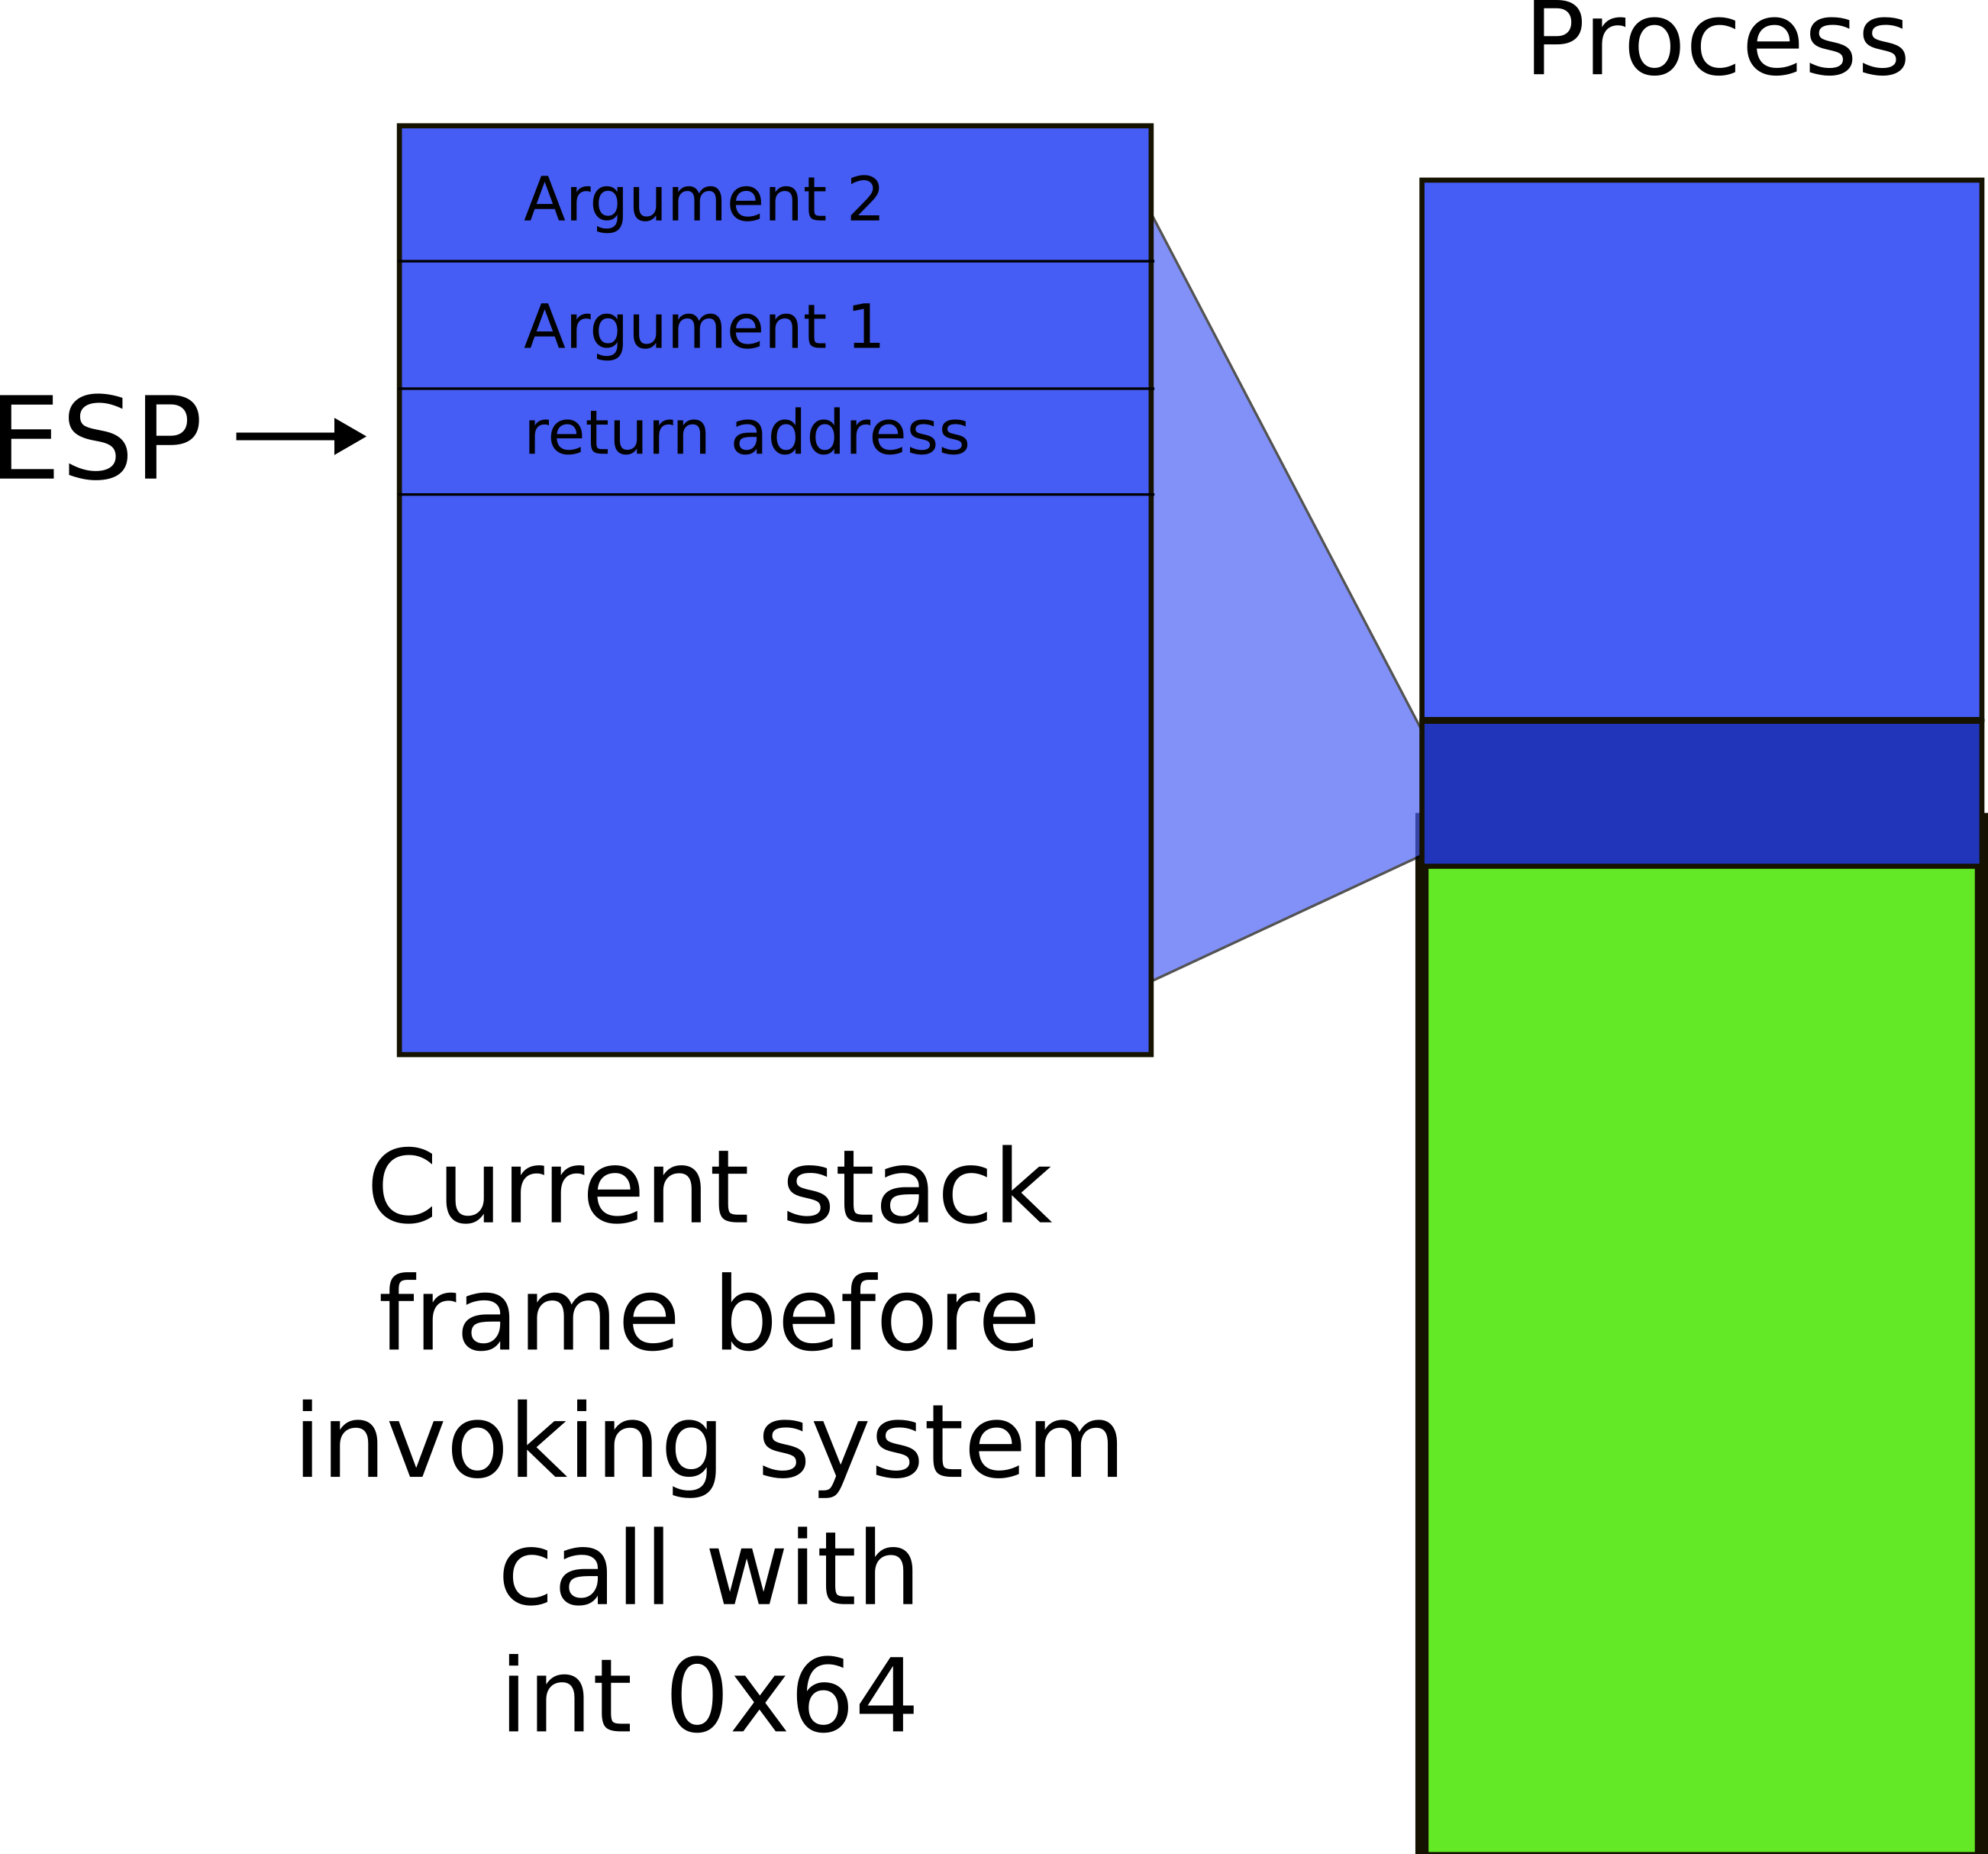 Process
Argument 2
Argument 1
ESP
return address
Current stack
frame before
invoking system
call with
int 0x64